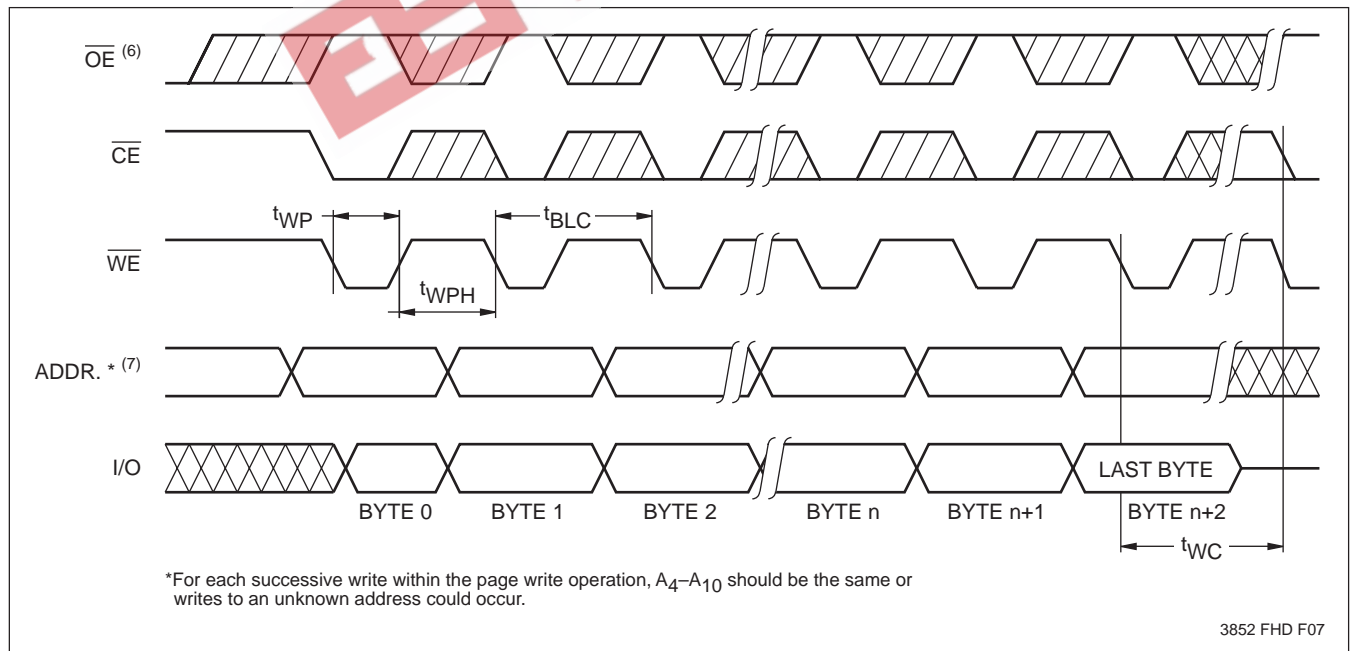 OE (6)
CE
tWP
tBLC
WE
tWPH
ADDR. * (7)
I/O
LAST BYTE
BYTE 0 BYTE 1 BYTE 2 BYTE n BYTE n+1 BYTE n+2
tWC
*For each successive write within the page write operation, A4–A10 should be the same or
writes to an unknown address could occur.
3852 FHD F07